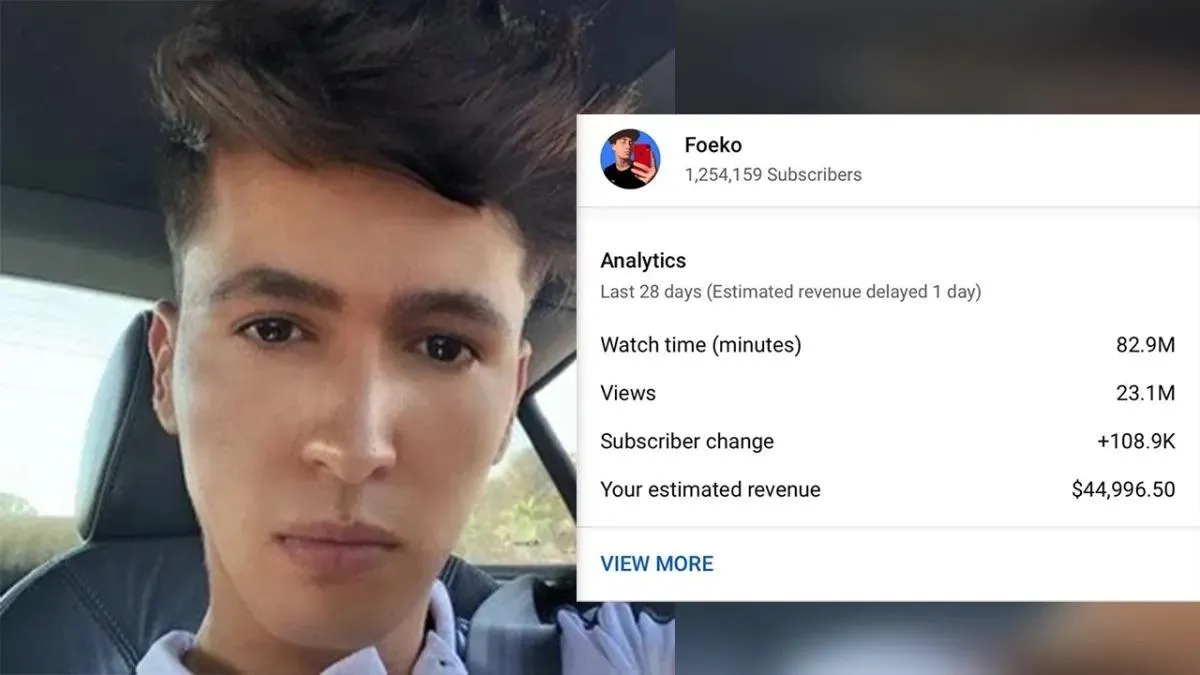 Foeko
1,254,159 Subscribers
Analytics
Last 28 days (Estimated revenue delayed 1 day)
Watch time (minutes) 82.9M
Views 23.1M
Subscriber change +108.9K
Your estimated revenue $44,996.50
VIEW MORE